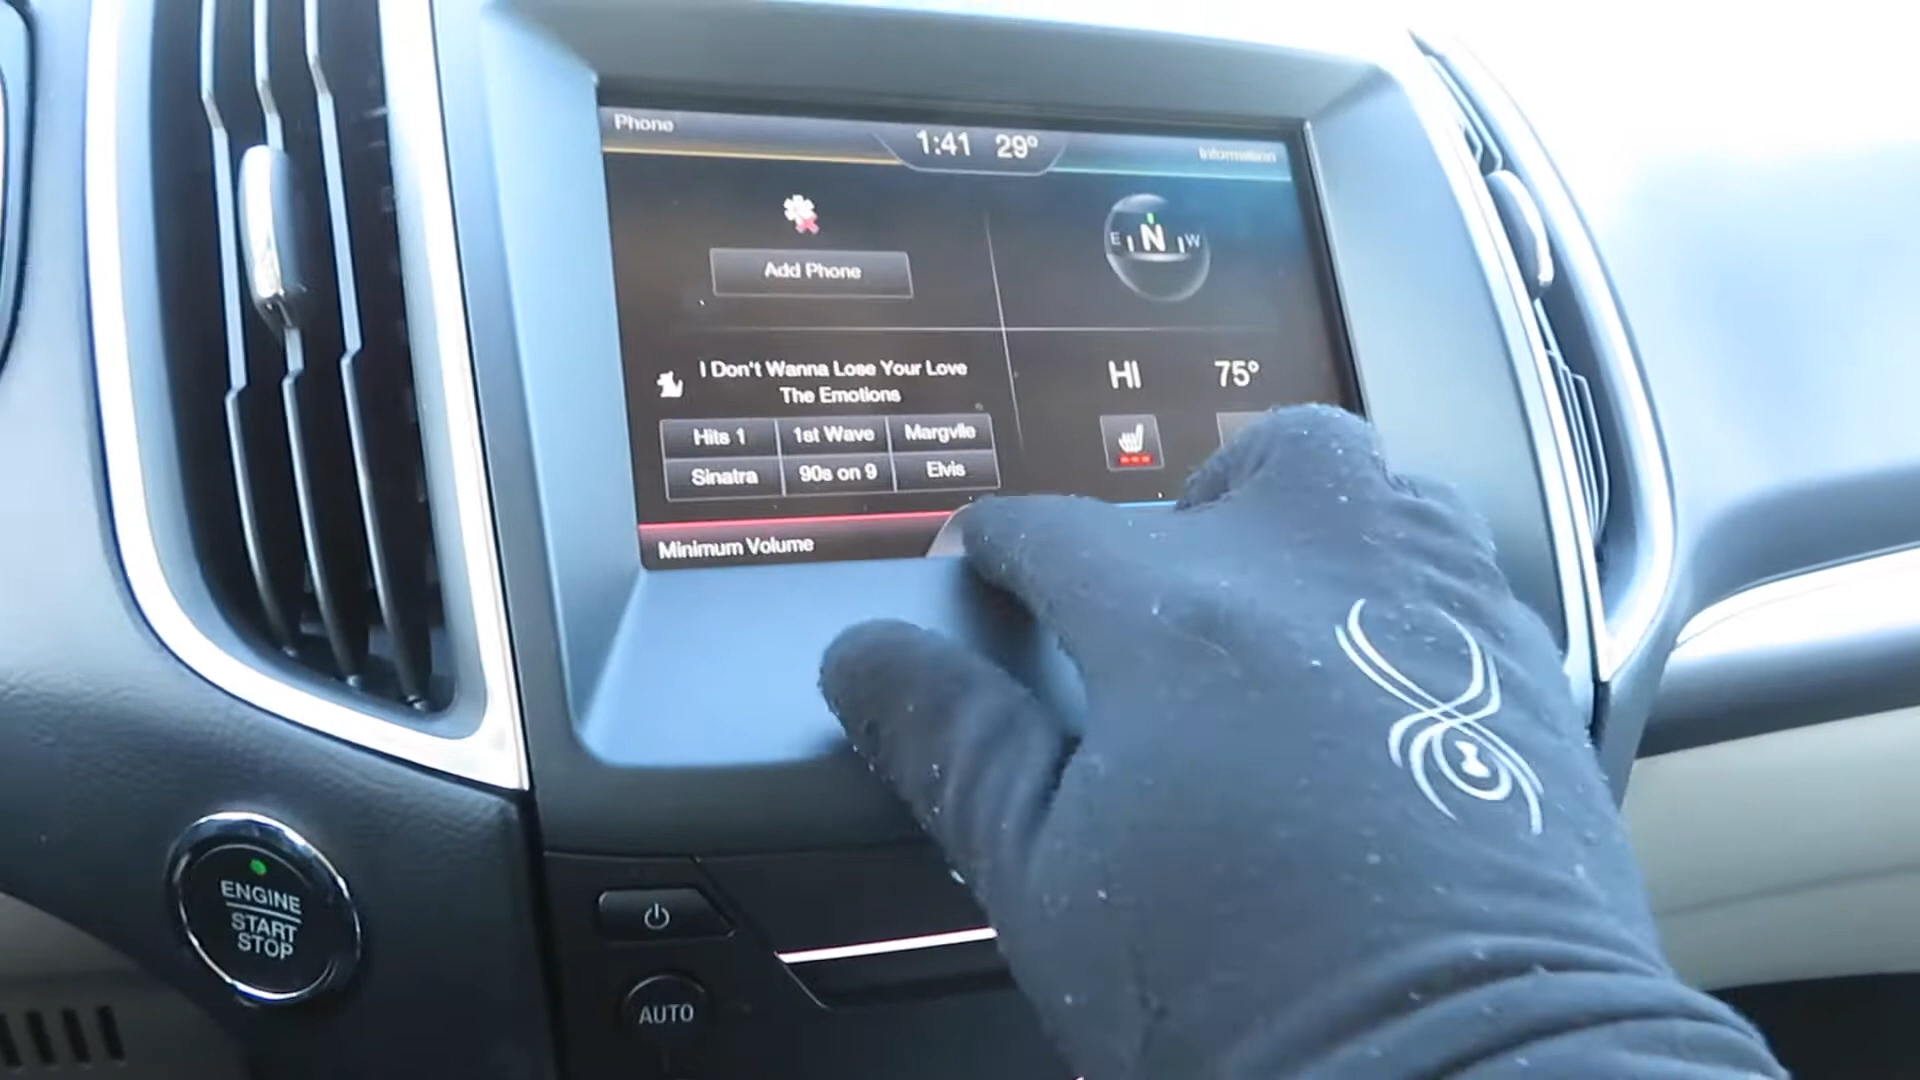 Phone
1:41 29°
Information
Add Phone
E N W
I Don't Wanna Lose Your Love
The Emotions
HI 75°
Hits 1 1st Wave Margvlle
Sinatra 90s on 9 Elvis
Minimum Volume
ENGINE
START
STOP
AUTO